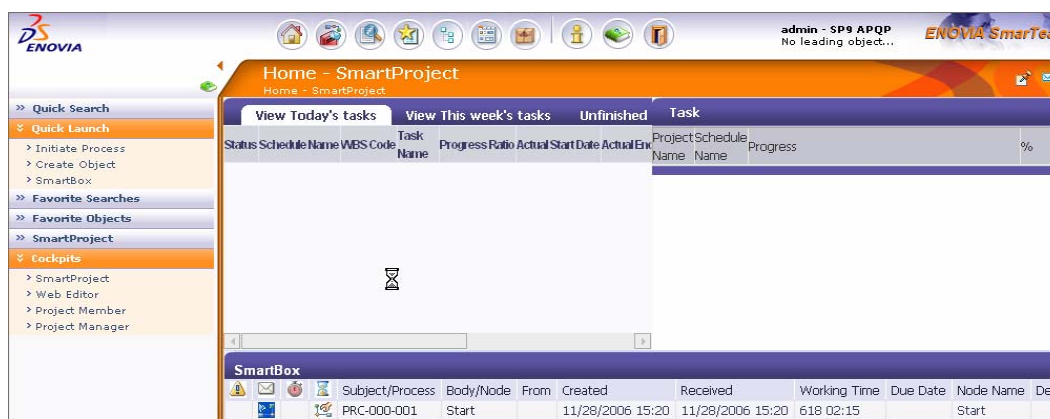 ENOVIA
admin - SP9 APQP
No leading object...
ENOVIA SmarTea
Home - SmartProject
Home - SmartProject
Quick Search
Quick Launch
Initiate Process
Create Object
SmartBox
Favorite Searches
Favorite Objects
SmartProject
Cockpits
SmartProject
Web Editor
Project Member
Project Manager
View Today's tasks View This week's tasks Unfinished
Status Schedule Name WBS Code Task Name Progress Ratio Actual Start Date Actual End
Task
Project Name Schedule Name Progress %
SmartBox
Subject/Process Body/Node From Created Received Working Time Due Date Node Name De
PRC-000-001 Start 11/28/2006 15:20 11/28/2006 15:20 618 02:15 Start